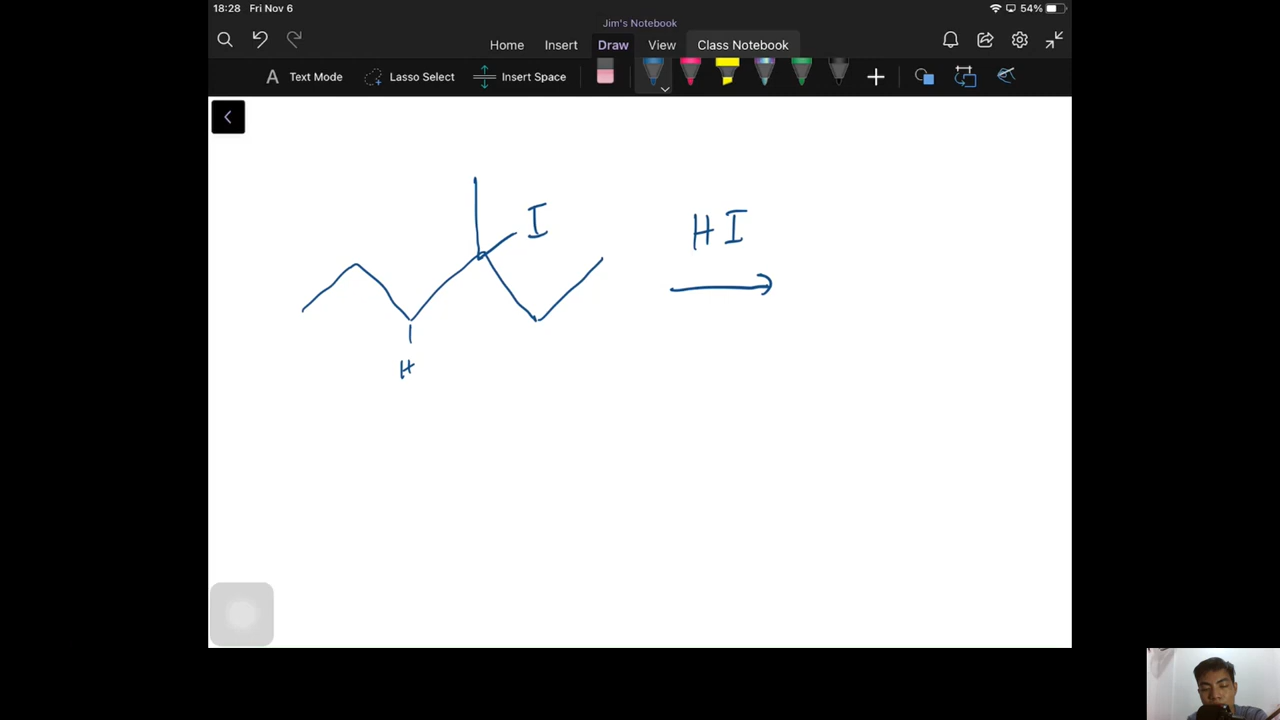 18:28 Fri Nov 6 54%
Jim's Notebook
Home Insert Draw View Class Notebook
A Text Mode Lasso Select Insert Space
I
HI
H